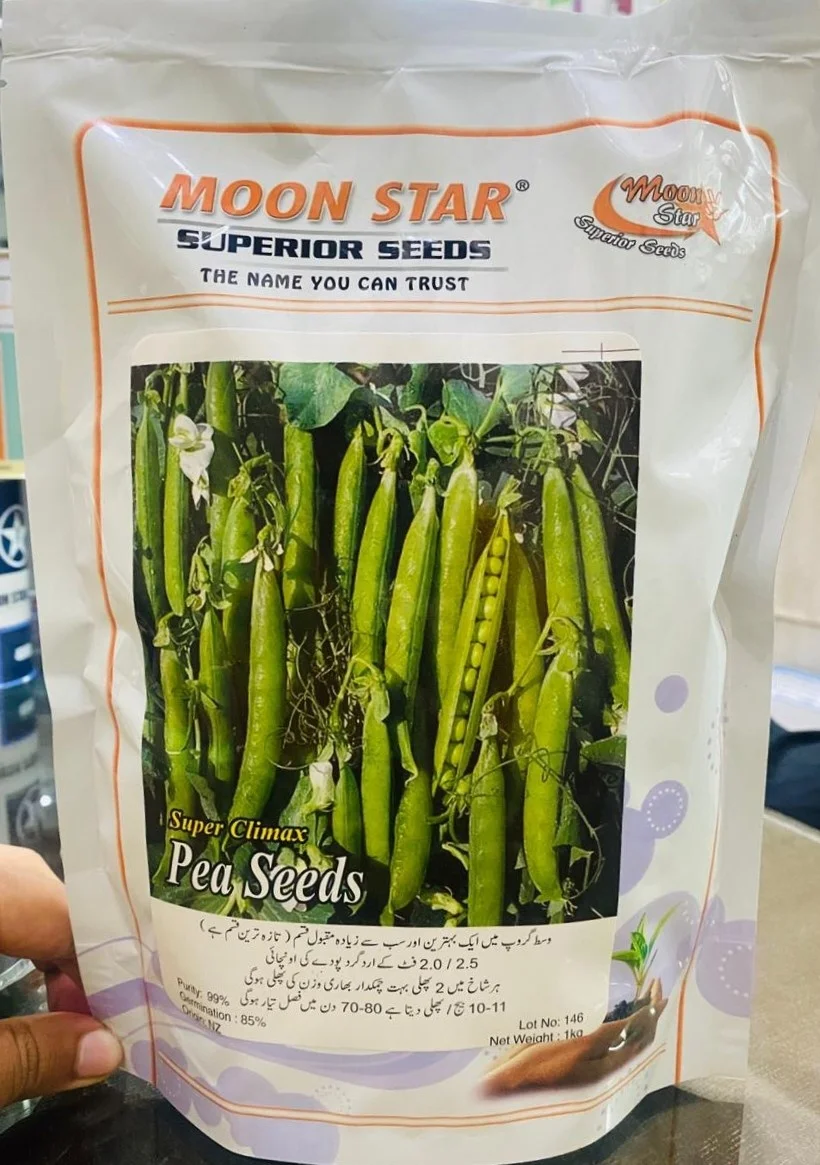 MOON STAR®
SUPERIOR SEEDS
THE NAME YOU CAN TRUST
Moon
Star
Superior Seeds
Super Climax
Pea Seeds
وسط گروپ میں ایک بہترین اور سب سے زیادہ مقبول قسم (تازہ ترین قسم ہے)
2.0 / 2.5 فٹ کے ارد گرد پودے کی اونچائی
ہر شاخ میں 2 پھلی بہت چمکدار بھاری وزن کی پھلی ہوگی
10-11 بیج / پھلی دیتا ہے 70-80 دن میں فصل تیار ہوگی
Purity: 99%
Germination : 85%
Origin: NZ
Lot No: 146
Net Weight : 1kg